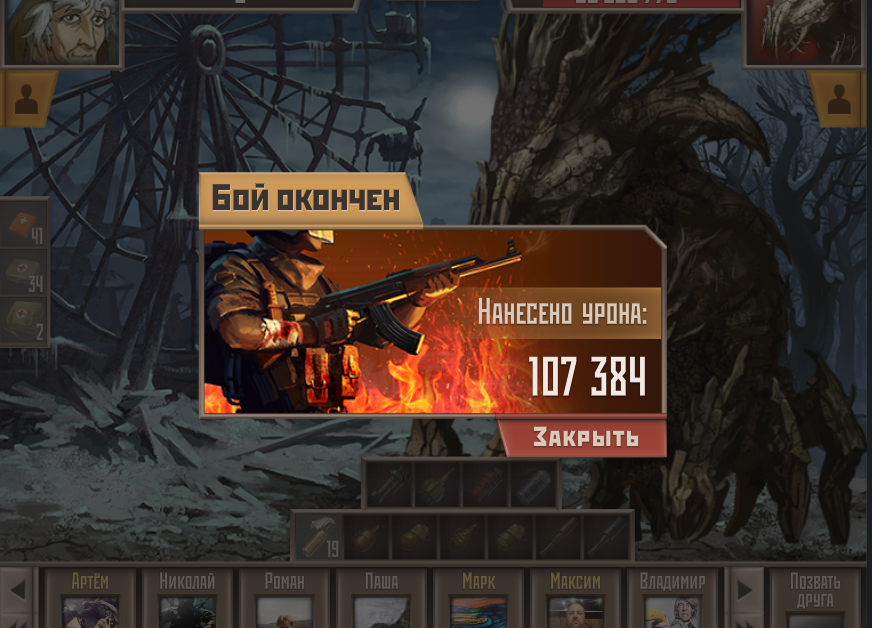 Бой окончен
41
34
2
Нанесено урона:
107 384
Закрыть
19
Артём
Николай
Роман
Паша
Марк
Максим
Владимир
Позвать
друга